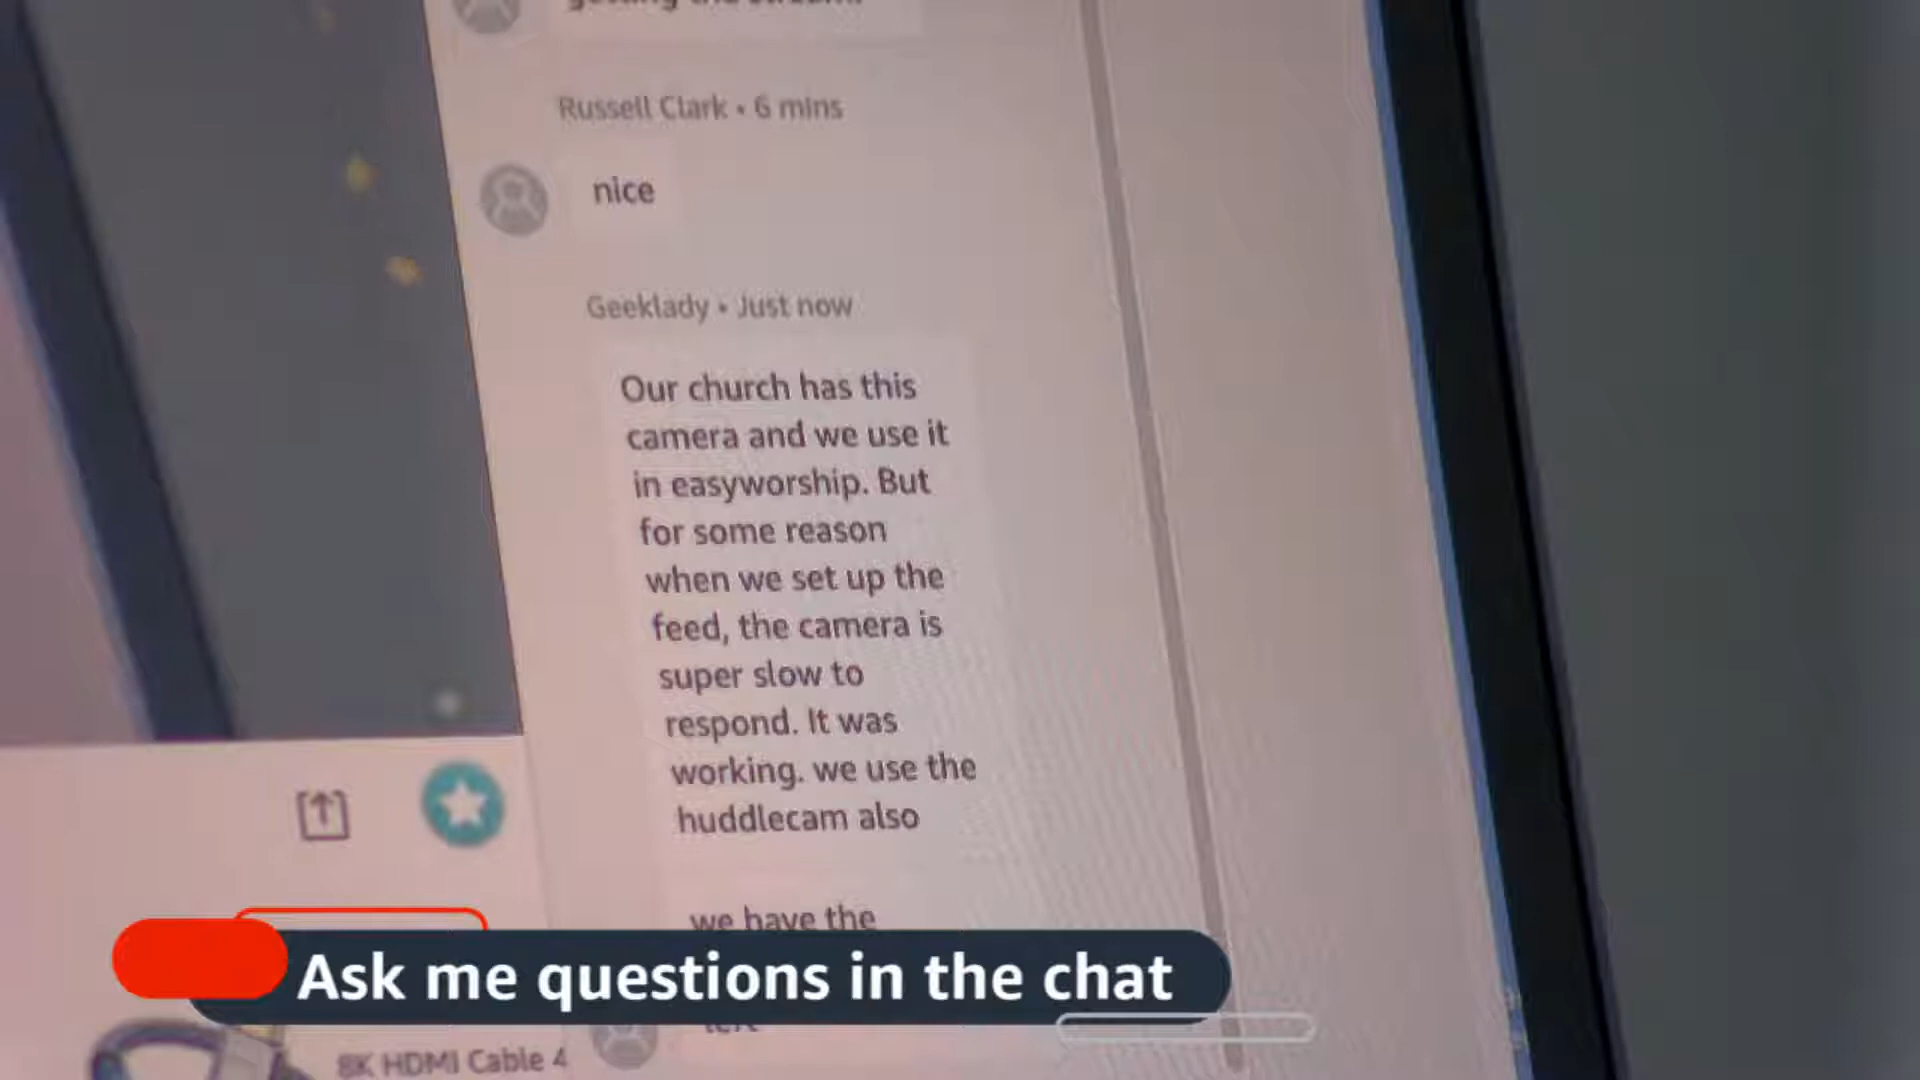 getting the stream.
Russell Clark • 6 mins
nice
Geeklady • Just now
Our church has this
camera and we use it
in easyworship. But
for some reason
when we set up the
feed, the camera is
super slow to
respond. It was
working. we use the
huddlecam also
we have the
Ask me questions in the chat
8K HDMI Cable 4